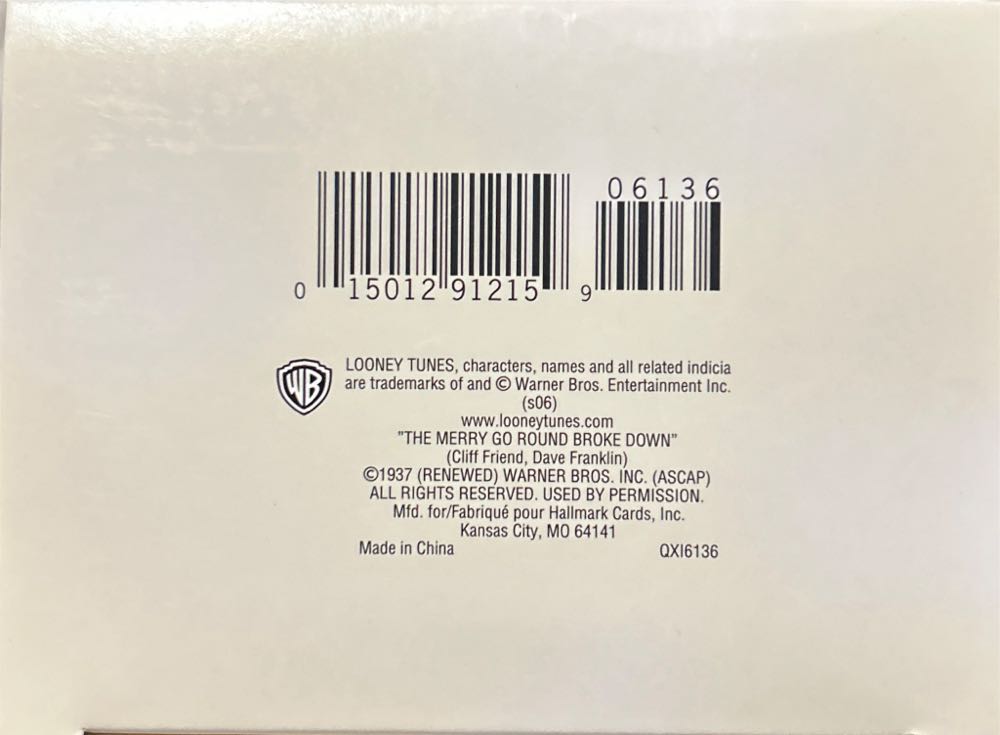 06136
0 15012 91215 9
WB
LOONEY TUNES, characters, names and all related indicia
are trademarks of and © Warner Bros. Entertainment Inc.
(s06)
www.looneytunes.com
"THE MERRY GO ROUND BROKE DOWN"
(Cliff Friend, Dave Franklin)
©1937 (RENEWED) WARNER BROS. INC. (ASCAP)
ALL RIGHTS RESERVED. USED BY PERMISSION.
Mfd. for/Fabriqué pour Hallmark Cards, Inc.
Kansas City, MO 64141
Made in China QXI6136